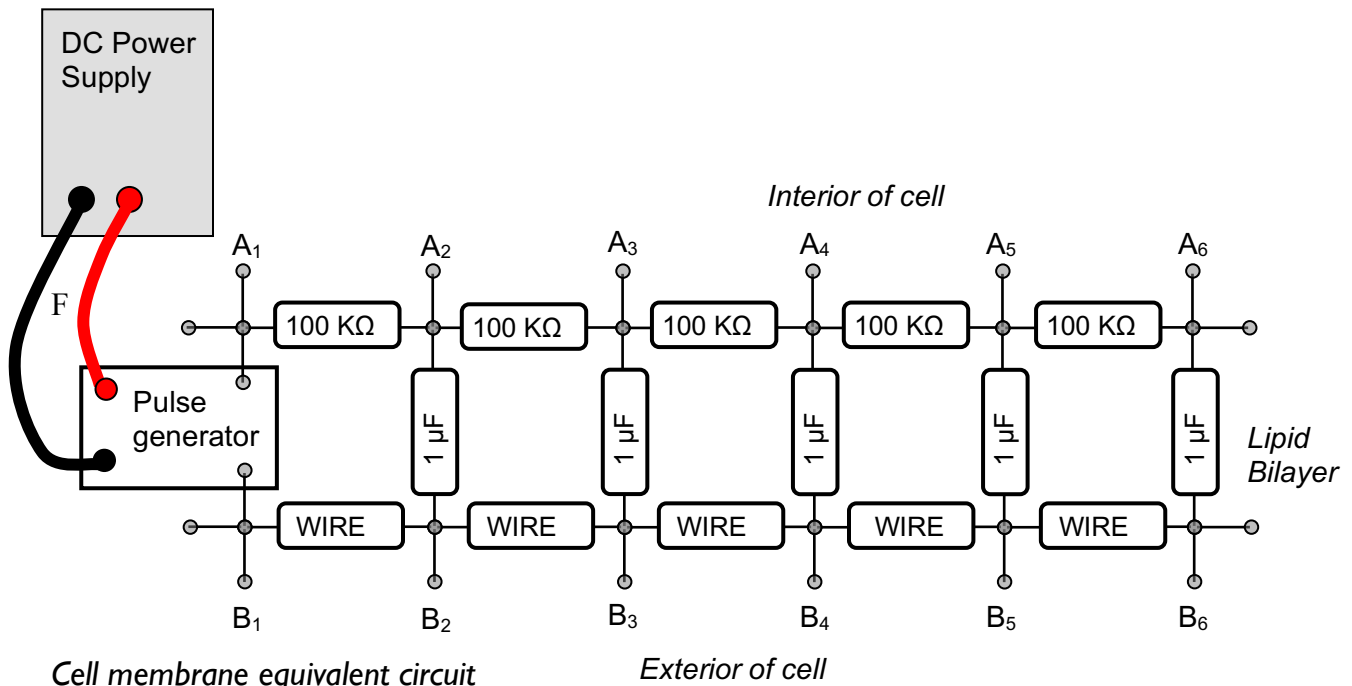 DC Power
Supply
Interior of cell
A₁ A₂ A₃ A₄ A₅ A₆
F
100 KΩ 100 KΩ 100 KΩ 100 KΩ 100 KΩ
Pulse
generator
1 µF 1 µF 1 µF 1 µF 1 µF
Lipid
Bilayer
WIRE WIRE WIRE WIRE WIRE
B₁ B₂ B₃ B₄ B₅ B₆
Cell membrane equivalent circuit
Exterior of cell